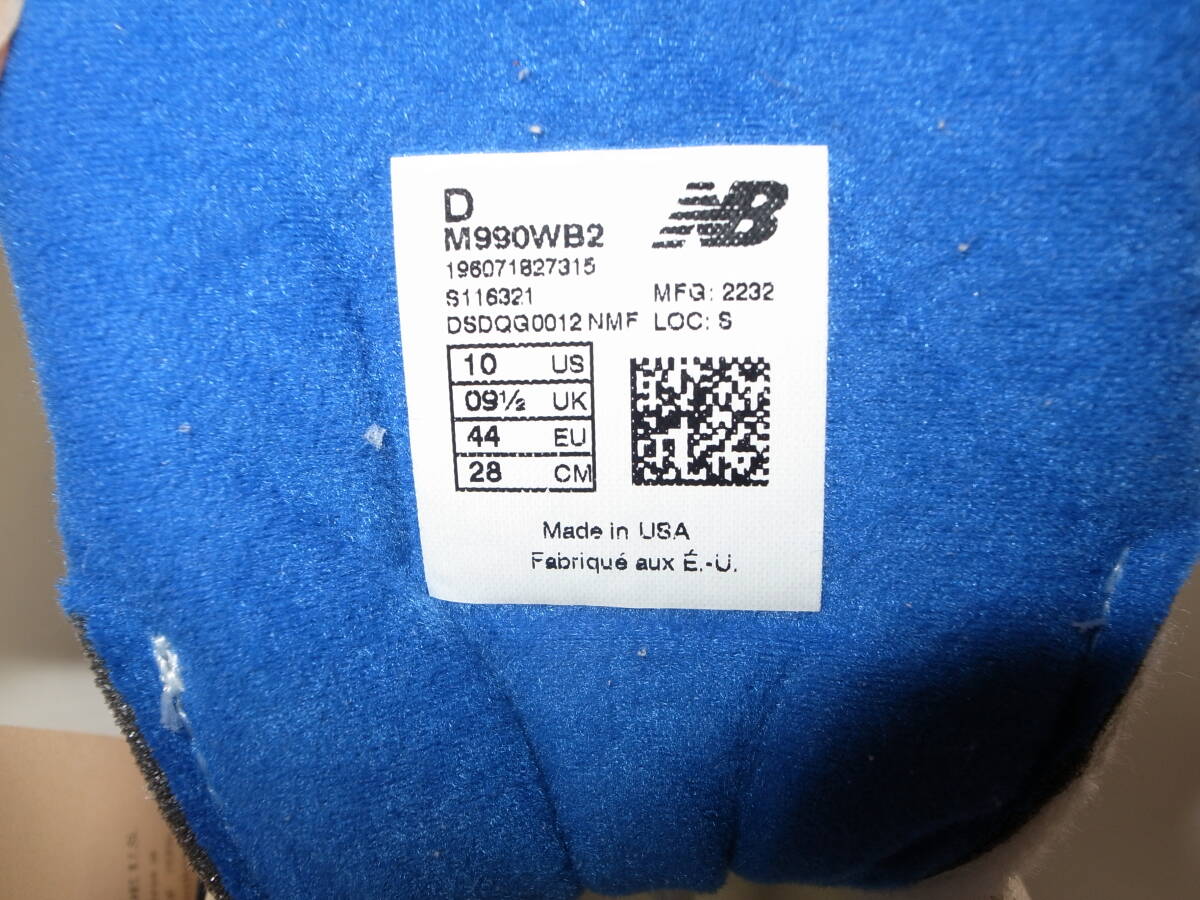 D
NB
M990WB2
196071827315
S116321 MFG: 2232
DSDQG0012 NMF LOC: S
10 US
09½ UK
44 EU
28 CM
Made in USA
Fabriqué aux É.-U.